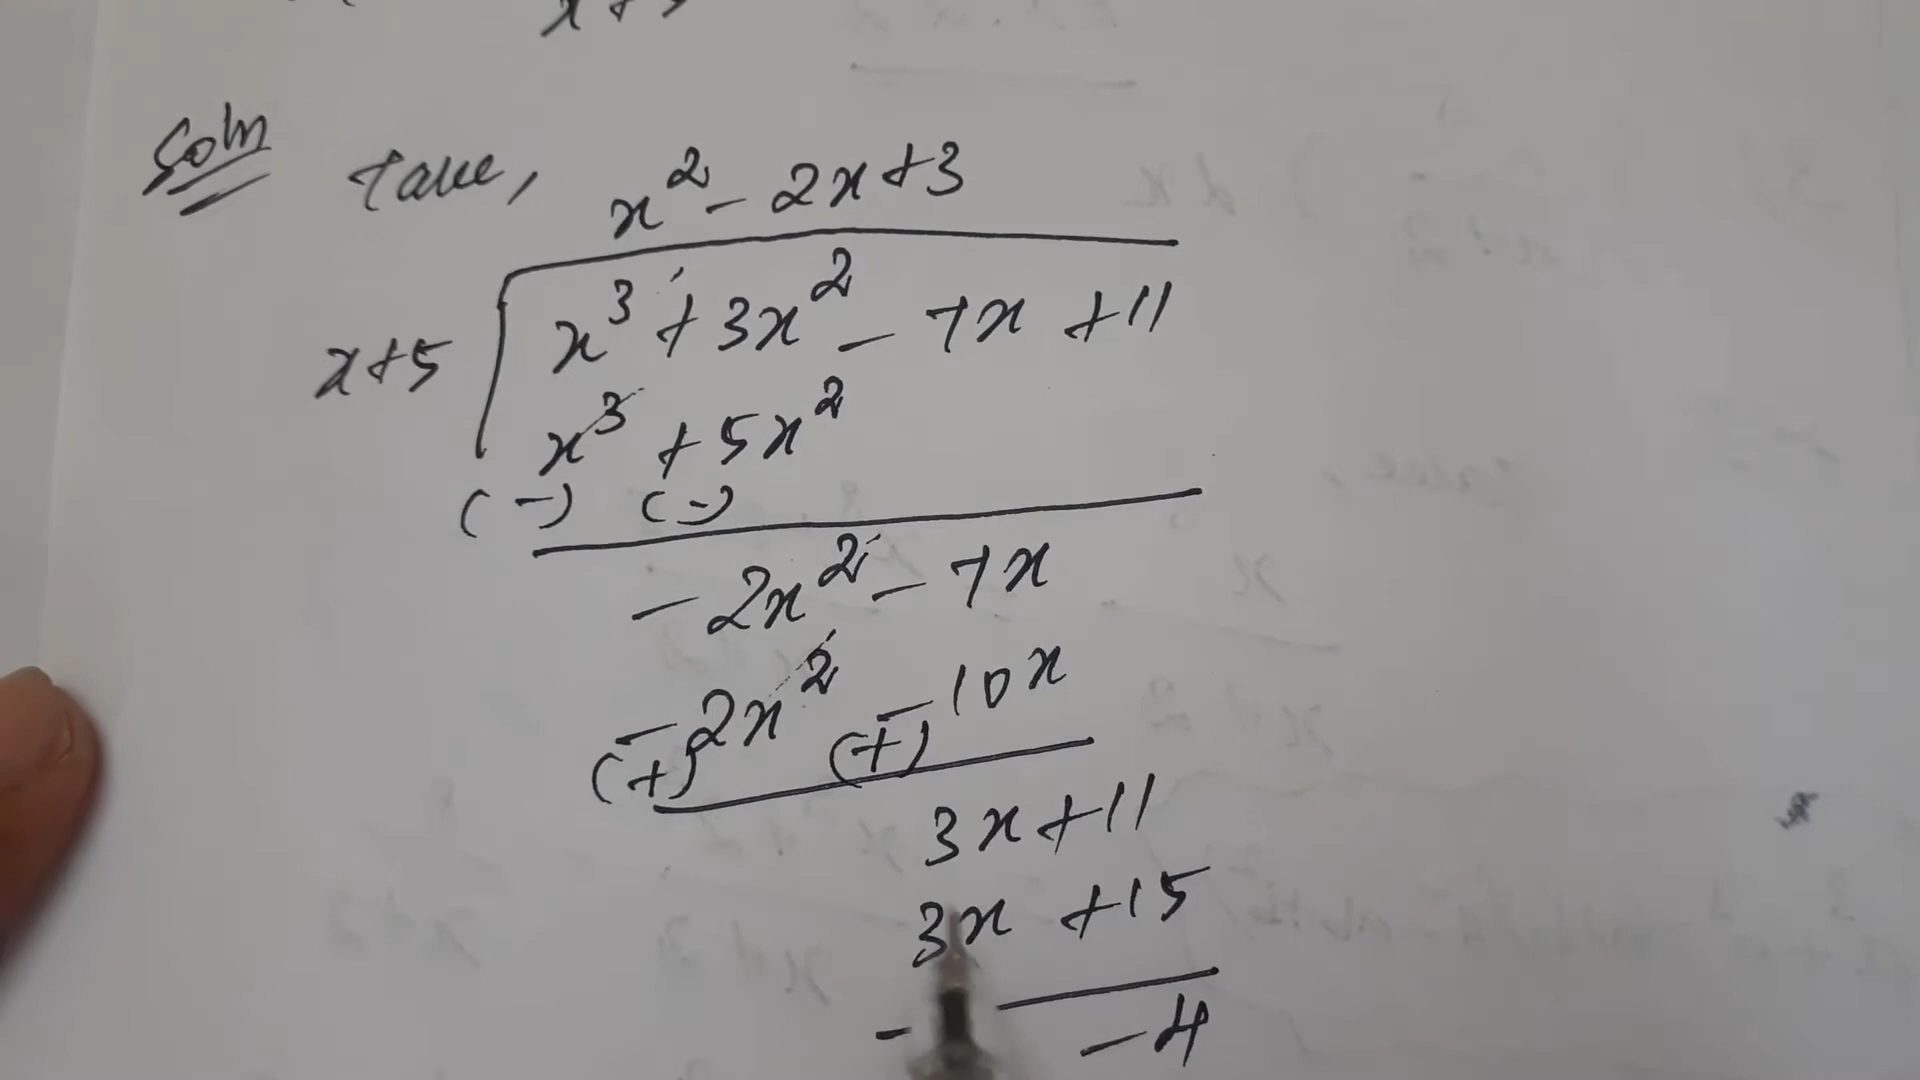 x+5
Soln take,
x² - 2x + 3
x+5 x³ + 3x² - 7x + 11
x³ + 5x²
(-) (-)
-2x² - 7x
-2x² - 10x
(+) (+)
3x + 11
3x + 15
-
-4